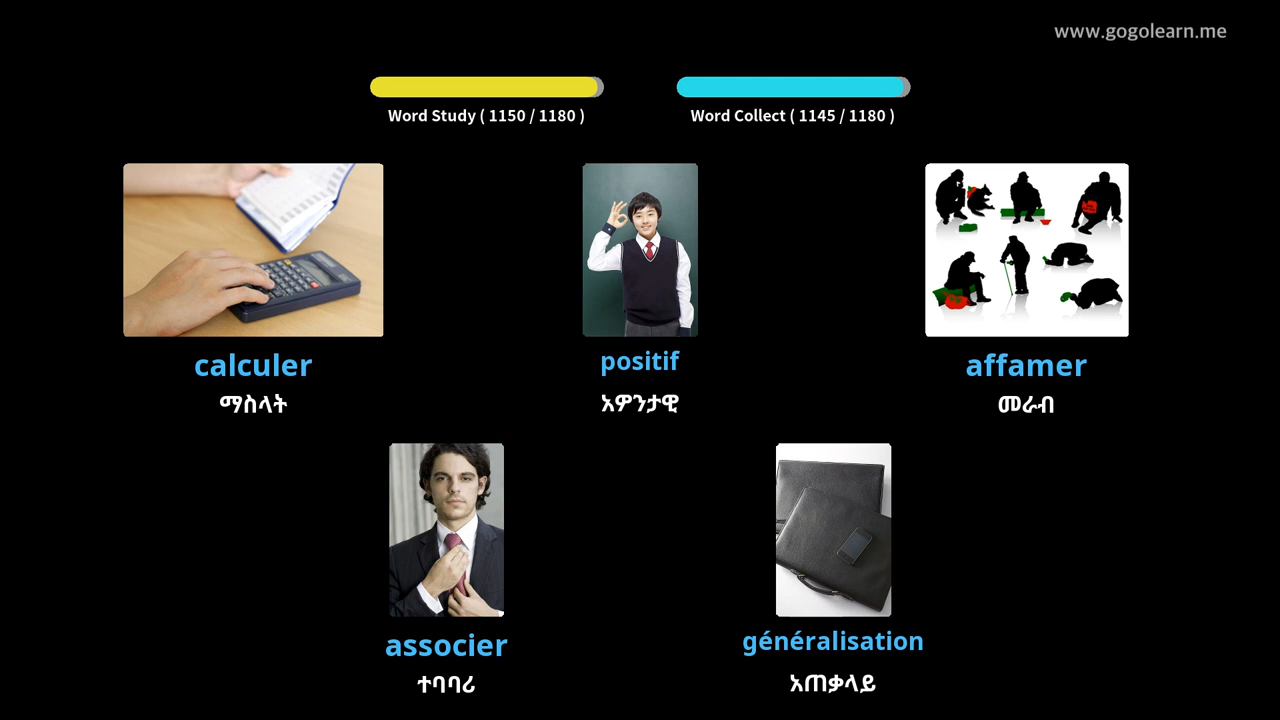 www.gogolearn.me
Word Study ( 1150 / 1180 )
Word Collect ( 1145 / 1180 )
calculer
ማስላት
positif
አዎንታዊ
affamer
መራብ
associer
ተባባሪ
généralisation
አጠቃላይ